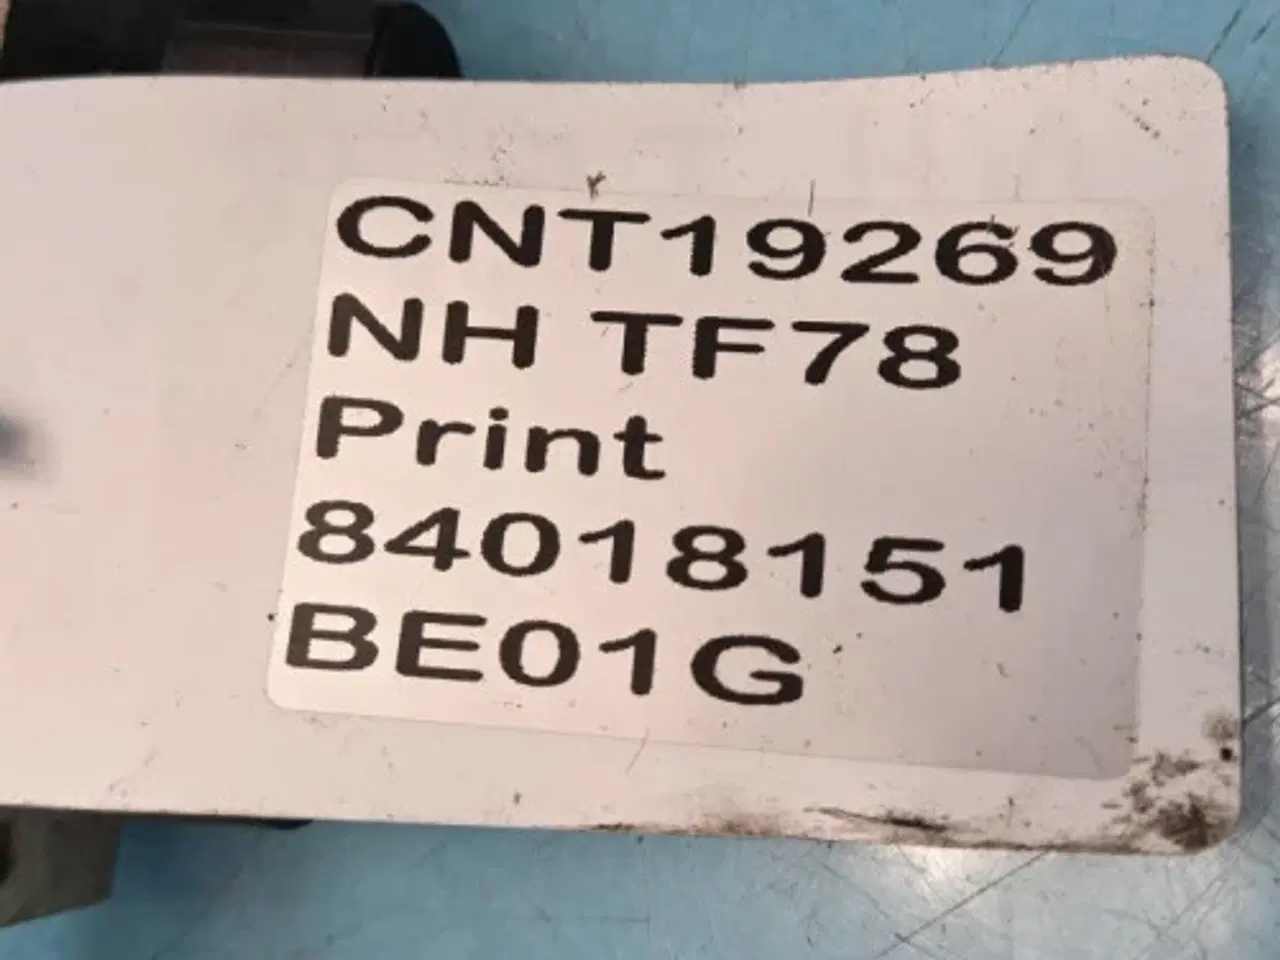 CNT19269
NH TF78
Print
84018151
BE01G